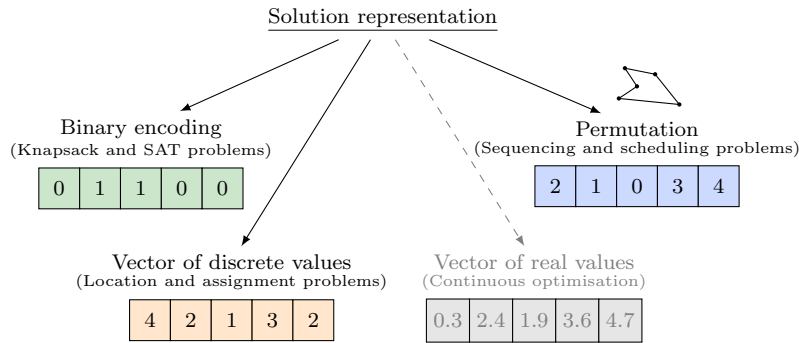 Solution representation
Binary encoding
(Knapsack and SAT problems)
0 1 1 0 0
Permutation
(Sequencing and scheduling problems)
2 1 0 3 4
Vector of discrete values
(Location and assignment problems)
4 2 1 3 2
Vector of real values
(Continuous optimisation)
0.3 2.4 1.9 3.6 4.7